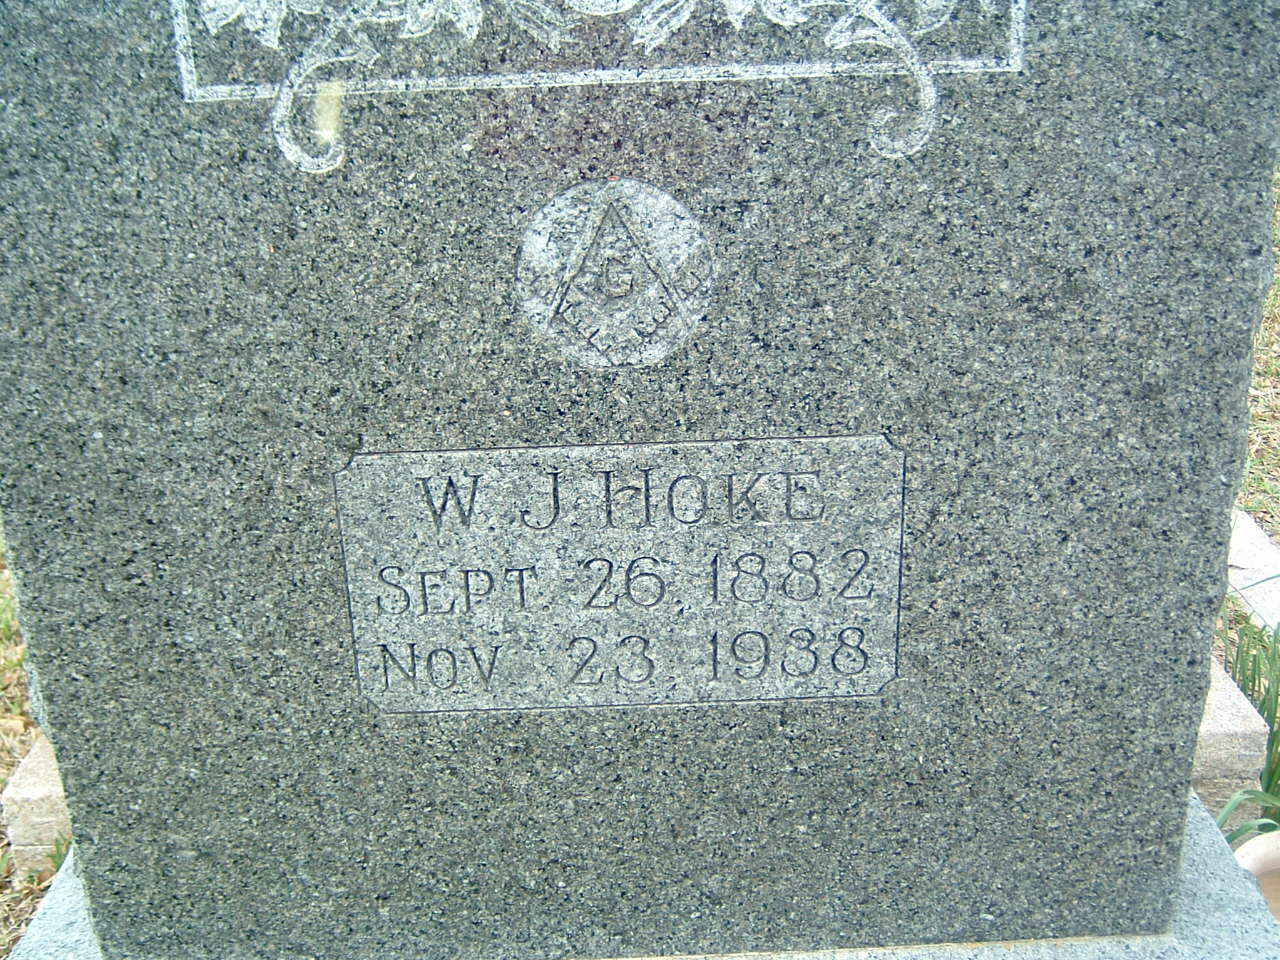 G
W. J. HOKE
SEPT. 26, 1882
NOV. 23, 1938